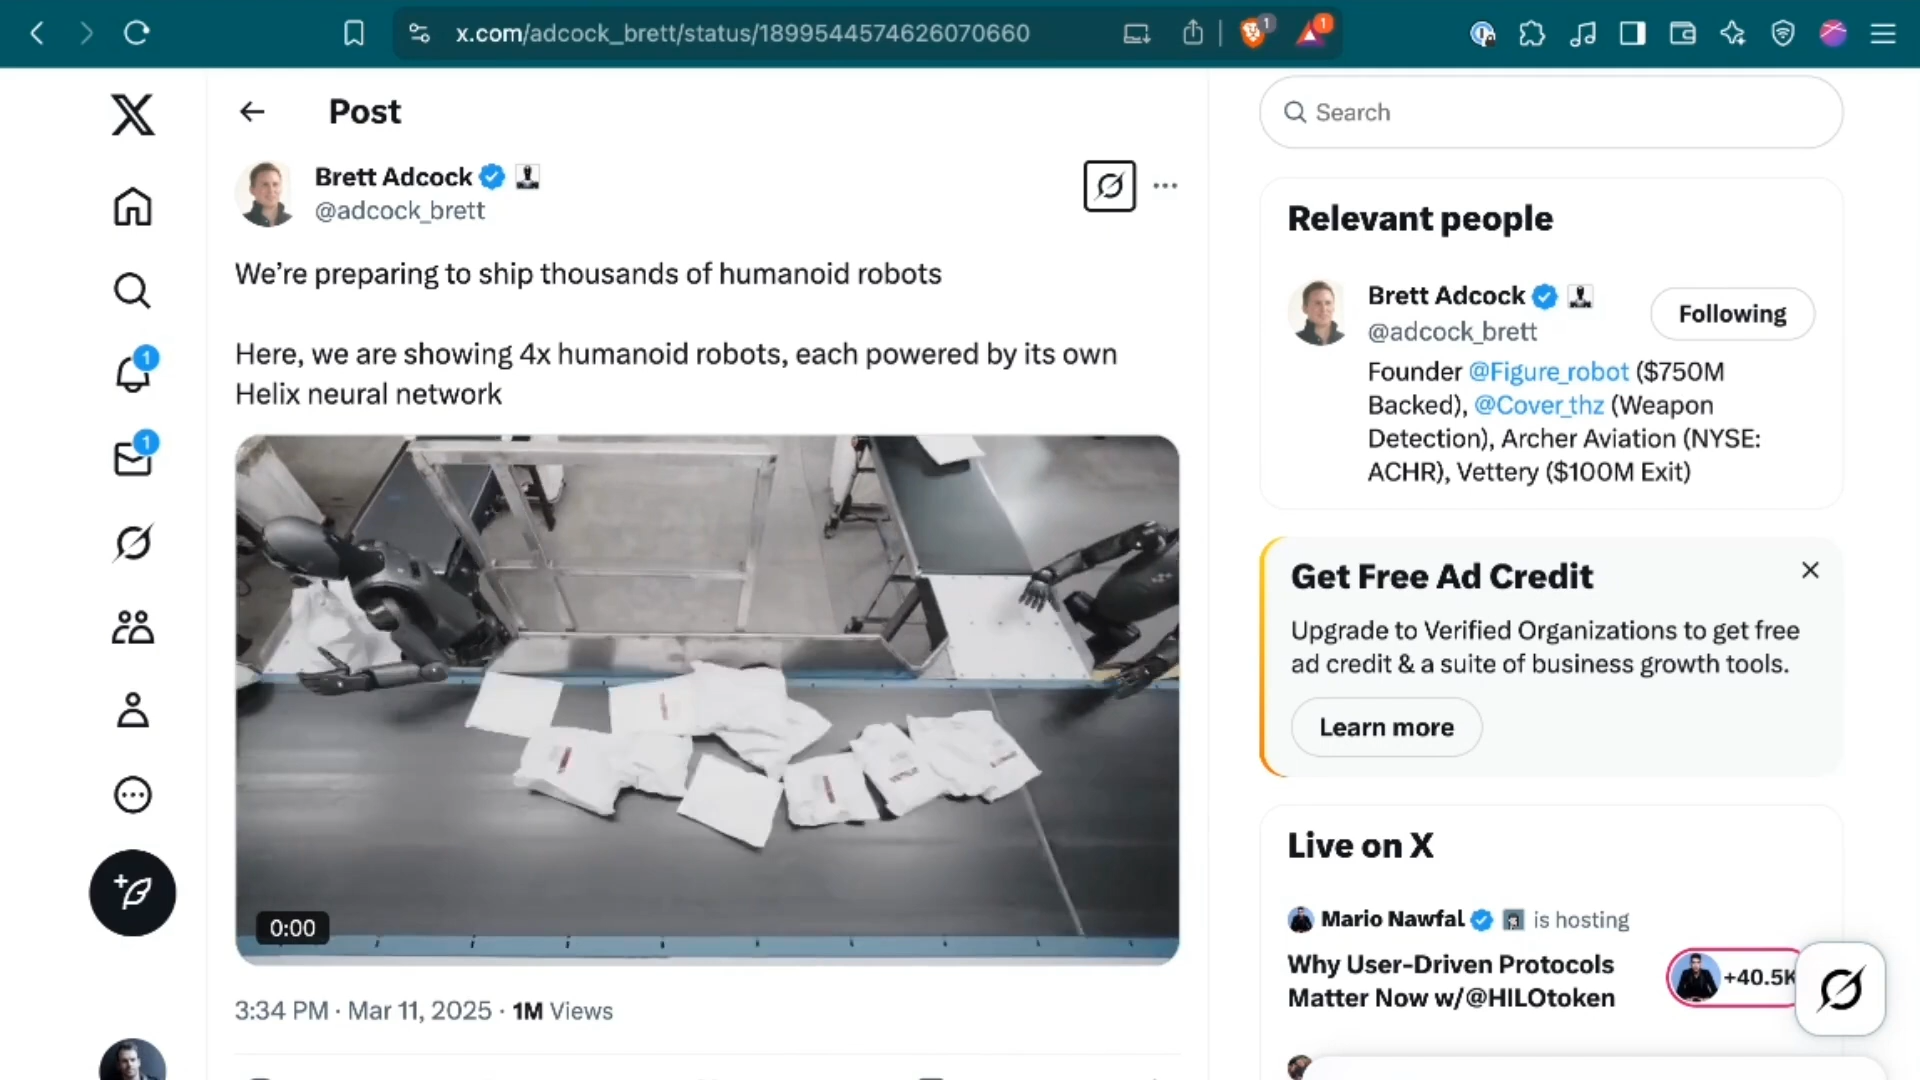 x.com/adcock_brett/status/1899544574626070660
1
1
Post
Search
Brett Adcock
@adcock_brett
We’re preparing to ship thousands of humanoid robots
Here, we are showing 4x humanoid robots, each powered by its own
Helix neural network
0:00
3:34 PM · Mar 11, 2025 · 1M Views
1
1
Relevant people
Brett Adcock
@adcock_brett
Following
Founder @Figure_robot ($750M
Backed), @Cover_thz (Weapon
Detection), Archer Aviation (NYSE:
ACHR), Vettery ($100M Exit)
Get Free Ad Credit
Upgrade to Verified Organizations to get free
ad credit & a suite of business growth tools.
Learn more
Live on X
Mario Nawfal is hosting
Why User-Driven Protocols
Matter Now w/@HILOtoken
+40.5K